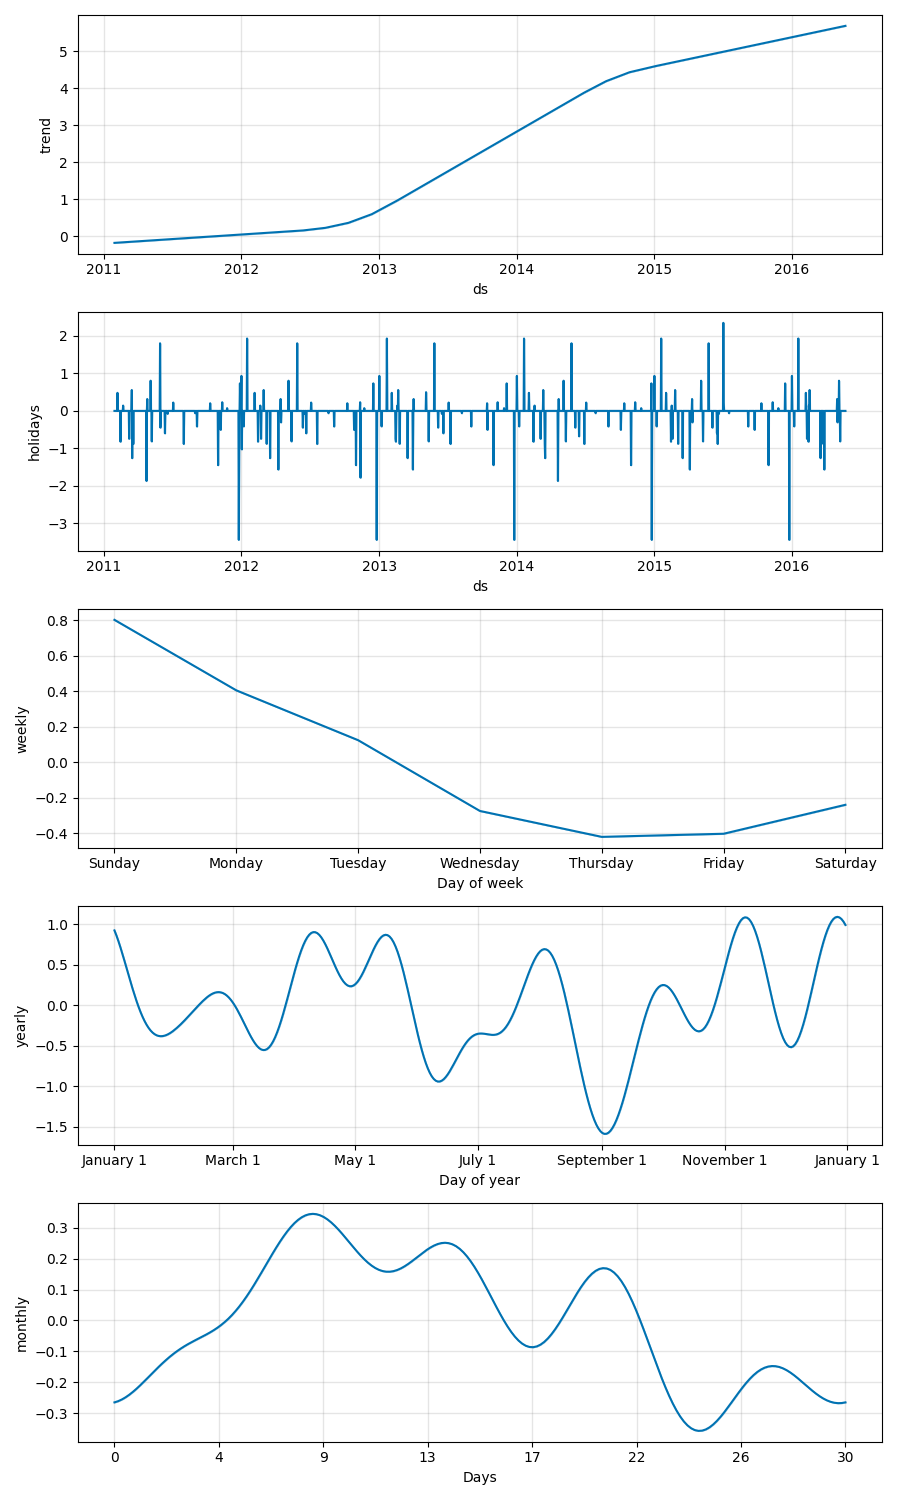 trend
5
4
3
2
1
0
2011 2012 2013 2014 2015 2016
ds
holidays
2
1
0
−1
−2
−3
2011 2012 2013 2014 2015 2016
ds
weekly
0.8
0.6
0.4
0.2
0.0
−0.2
−0.4
Sunday Monday Tuesday Wednesday Thursday Friday Saturday
Day of week
yearly
1.0
0.5
0.0
−0.5
−1.0
−1.5
January 1 March 1 May 1 July 1 September 1 November 1 January 1
Day of year
monthly
0.3
0.2
0.1
0.0
−0.1
−0.2
−0.3
0 4 9 13 17 22 26 30
Days